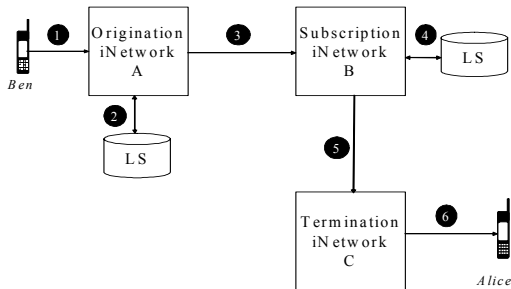 1
Origination
iNetwork
A
3
Subscription
iNetwork
B
4
LS
Ben
2
LS
5
Termination
iNetwork
C
6
Alice